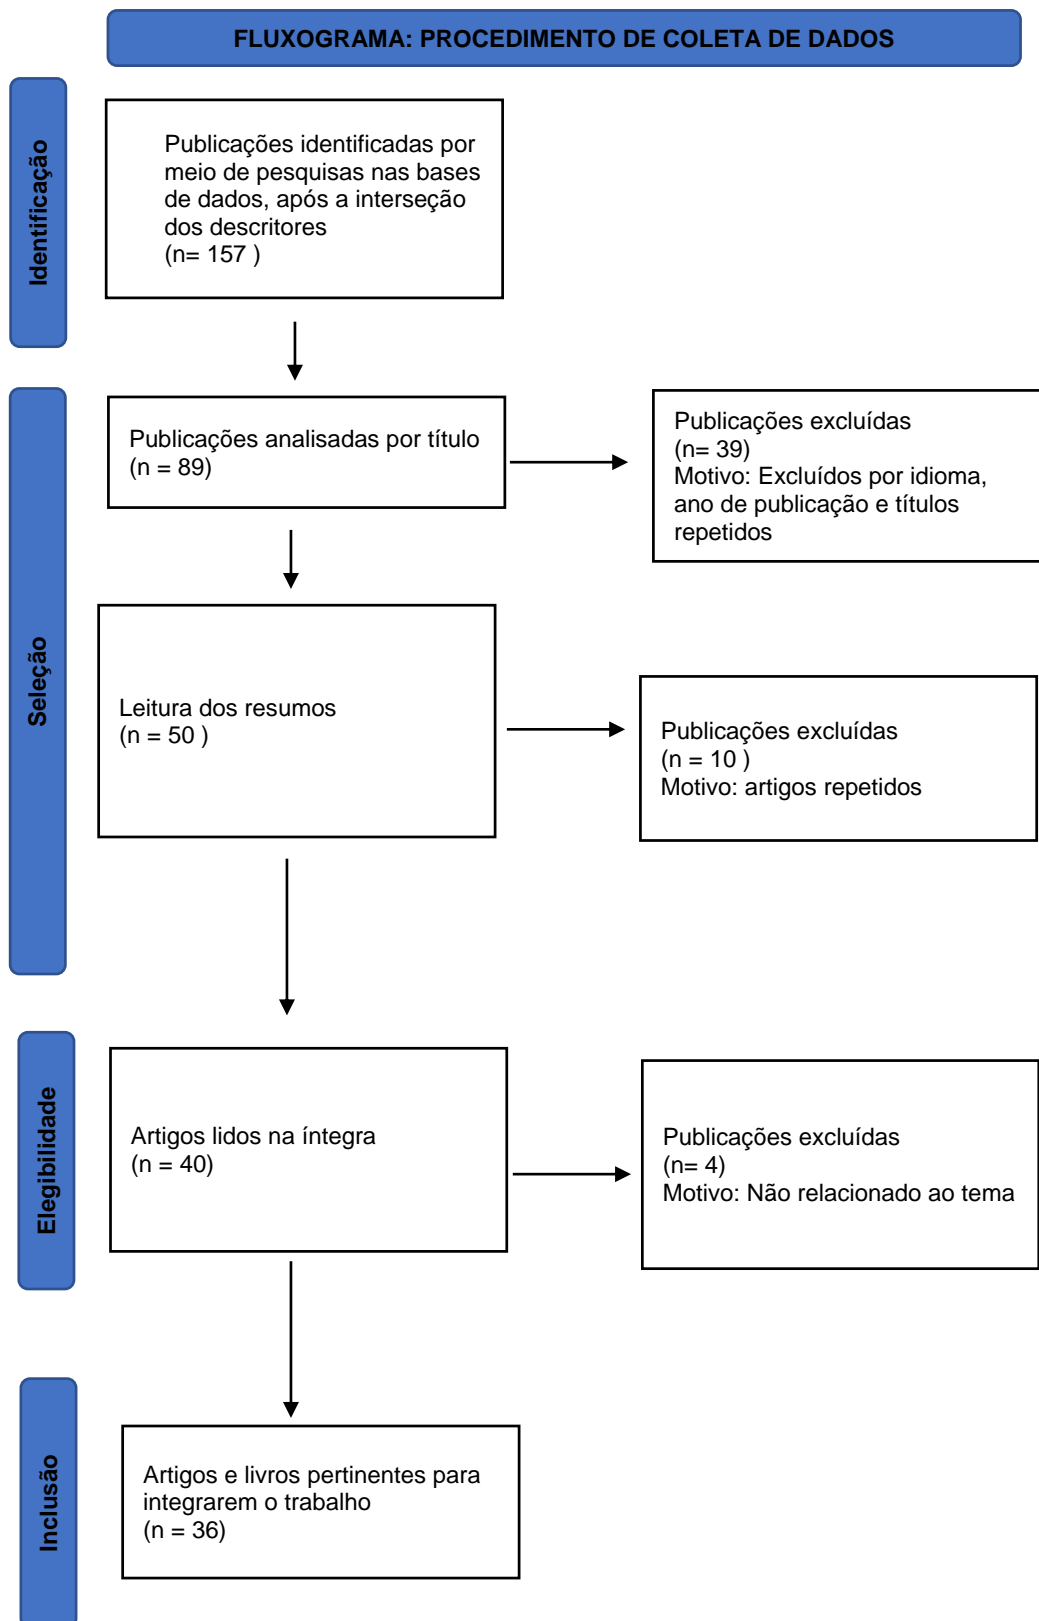 FLUXOGRAMA: PROCEDIMENTO DE COLETA DE DADOS
Identificação
Publicações identificadas por
meio de pesquisas nas bases
de dados, após a interseção
dos descritores
(n= 157 )
Seleção
Publicações analisadas por título
(n = 89)
Publicações excluídas
(n= 39)
Motivo: Excluídos por idioma,
ano de publicação e títulos
repetidos
Leitura dos resumos
(n = 50 )
Publicações excluídas
(n = 10 )
Motivo: artigos repetidos
Elegibilidade
Artigos lidos na íntegra
(n = 40)
Publicações excluídas
(n= 4)
Motivo: Não relacionado ao tema
Inclusão
Artigos e livros pertinentes para
integrarem o trabalho
(n = 36)